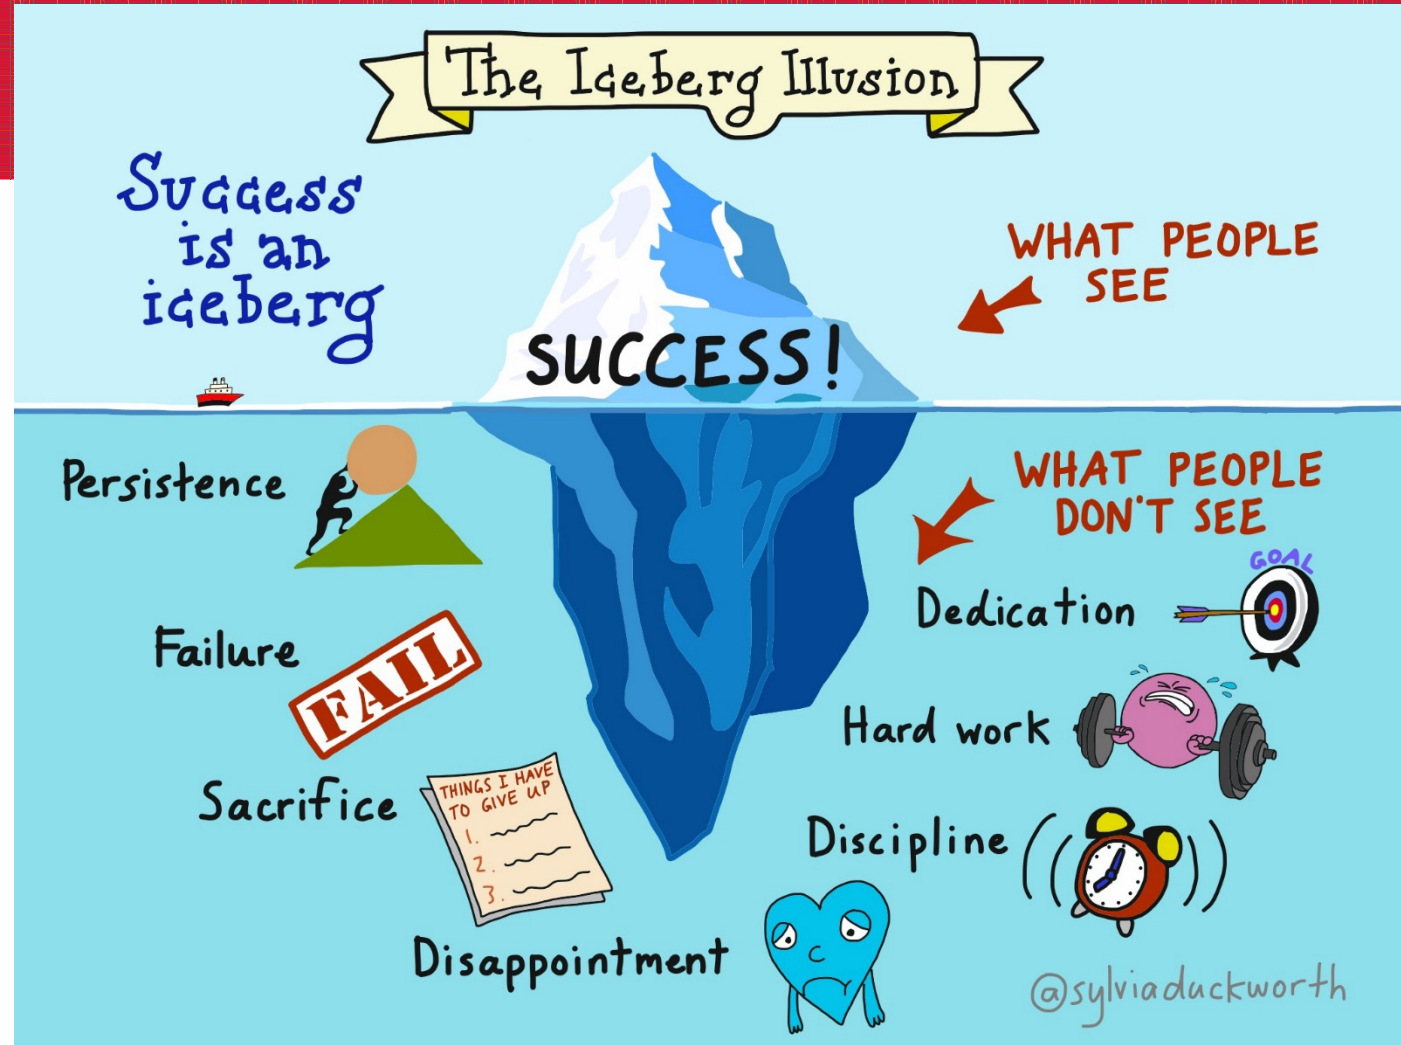 The Iceberg Illusion
Success
is an
iceberg
WHAT PEOPLE
SEE
SUCCESS!
Persistence
WHAT PEOPLE
DON'T SEE
GOAL
Dedication
Failure
FAIL
Hard work
Sacrifice
THINGS I HAVE
TO GIVE UP
1.
2.
3.
Discipline
Disappointment
@sylviaduckworth